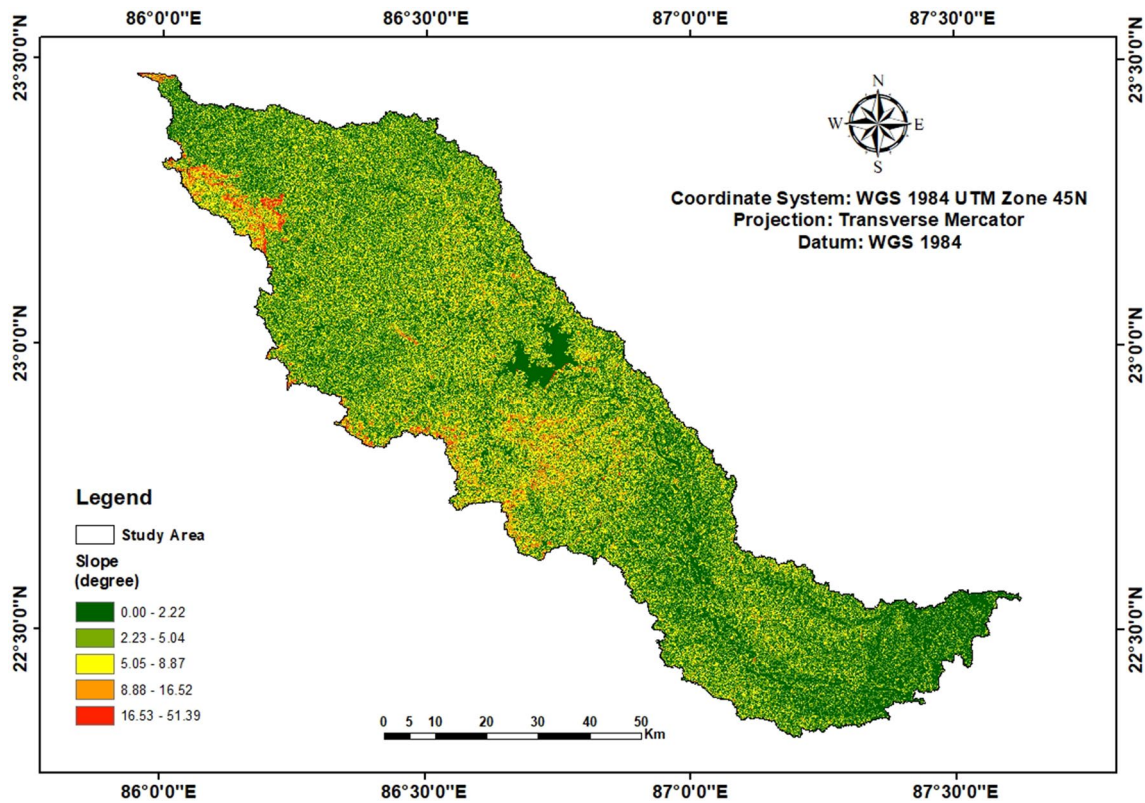 86°0'0"E 86°30'0"E 87°0'0"E 87°30'0"E
23°30'0"N
23°30'0"N
N
W E
S
Coordinate System: WGS 1984 UTM Zone 45N
Projection: Transverse Mercator
Datum: WGS 1984
23°0'0"N
23°0'0"N
Legend
Study Area
Slope
(degree)
0.00 - 2.22
2.23 - 5.04
5.05 - 8.87
8.88 - 16.52
16.53 - 51.39
22°30'0"N
22°30'0"N
0 5 10 20 30 40 50
Km
86°0'0"E 86°30'0"E 87°0'0"E 87°30'0"E